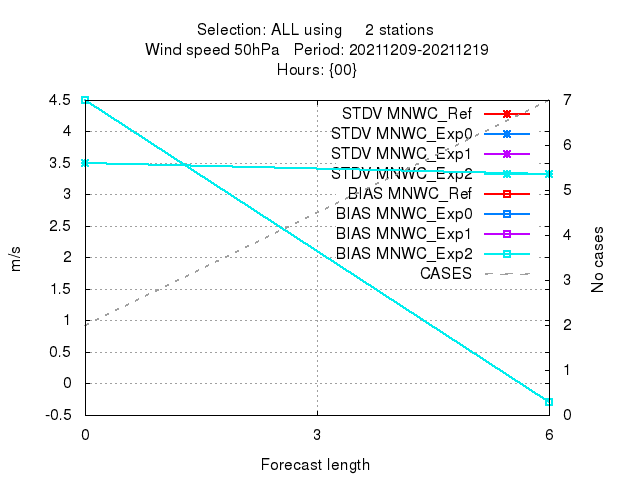 Selection: ALL using 2 stations
Wind speed 50hPa Period: 20211209-20211219
Hours: {00}
4.5
4
3.5
3
2.5
2
1.5
1
0.5
0
-0.5
m/s
STDV MNWC_Ref
STDV MNWC_Exp0
STDV MNWC_Exp1
STDV MNWC_Exp2
BIAS MNWC_Ref
BIAS MNWC_Exp0
BIAS MNWC_Exp1
BIAS MNWC_Exp2
CASES
7
6
5
4
3
2
1
0
No cases
0 3 6
Forecast length